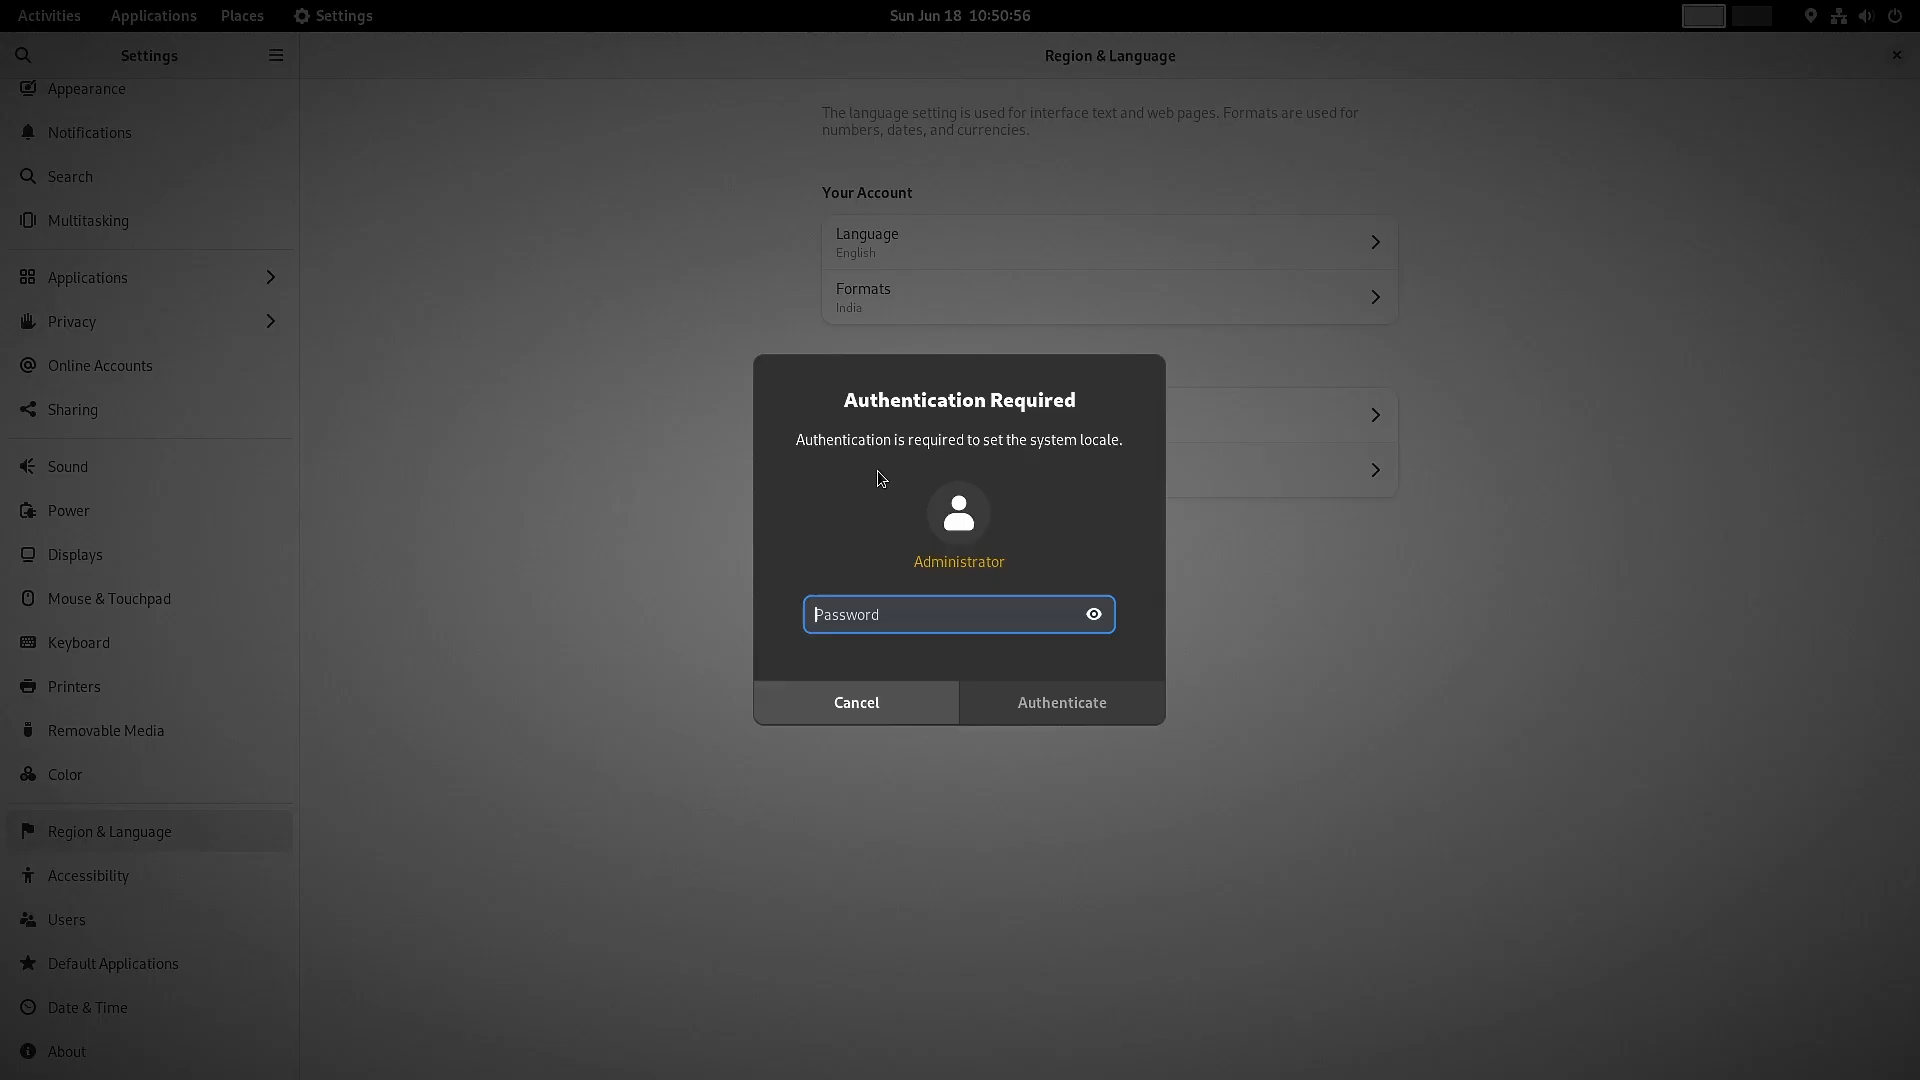 Activities Applications Places Settings Sun Jun 18 10:50:56
Settings
Region & Language
Appearance
Notifications
Search
Multitasking
Applications
Privacy
Online Accounts
Sharing
Sound
Power
Displays
Mouse & Touchpad
Keyboard
Printers
Removable Media
Color
Region & Language
Accessibility
Users
Default Applications
Date & Time
About
The language setting is used for interface text and web pages. Formats are used for
numbers, dates, and currencies.
Your Account
Language
English
Formats
India
Authentication Required
Authentication is required to set the system locale.
Administrator
Password
Cancel Authenticate